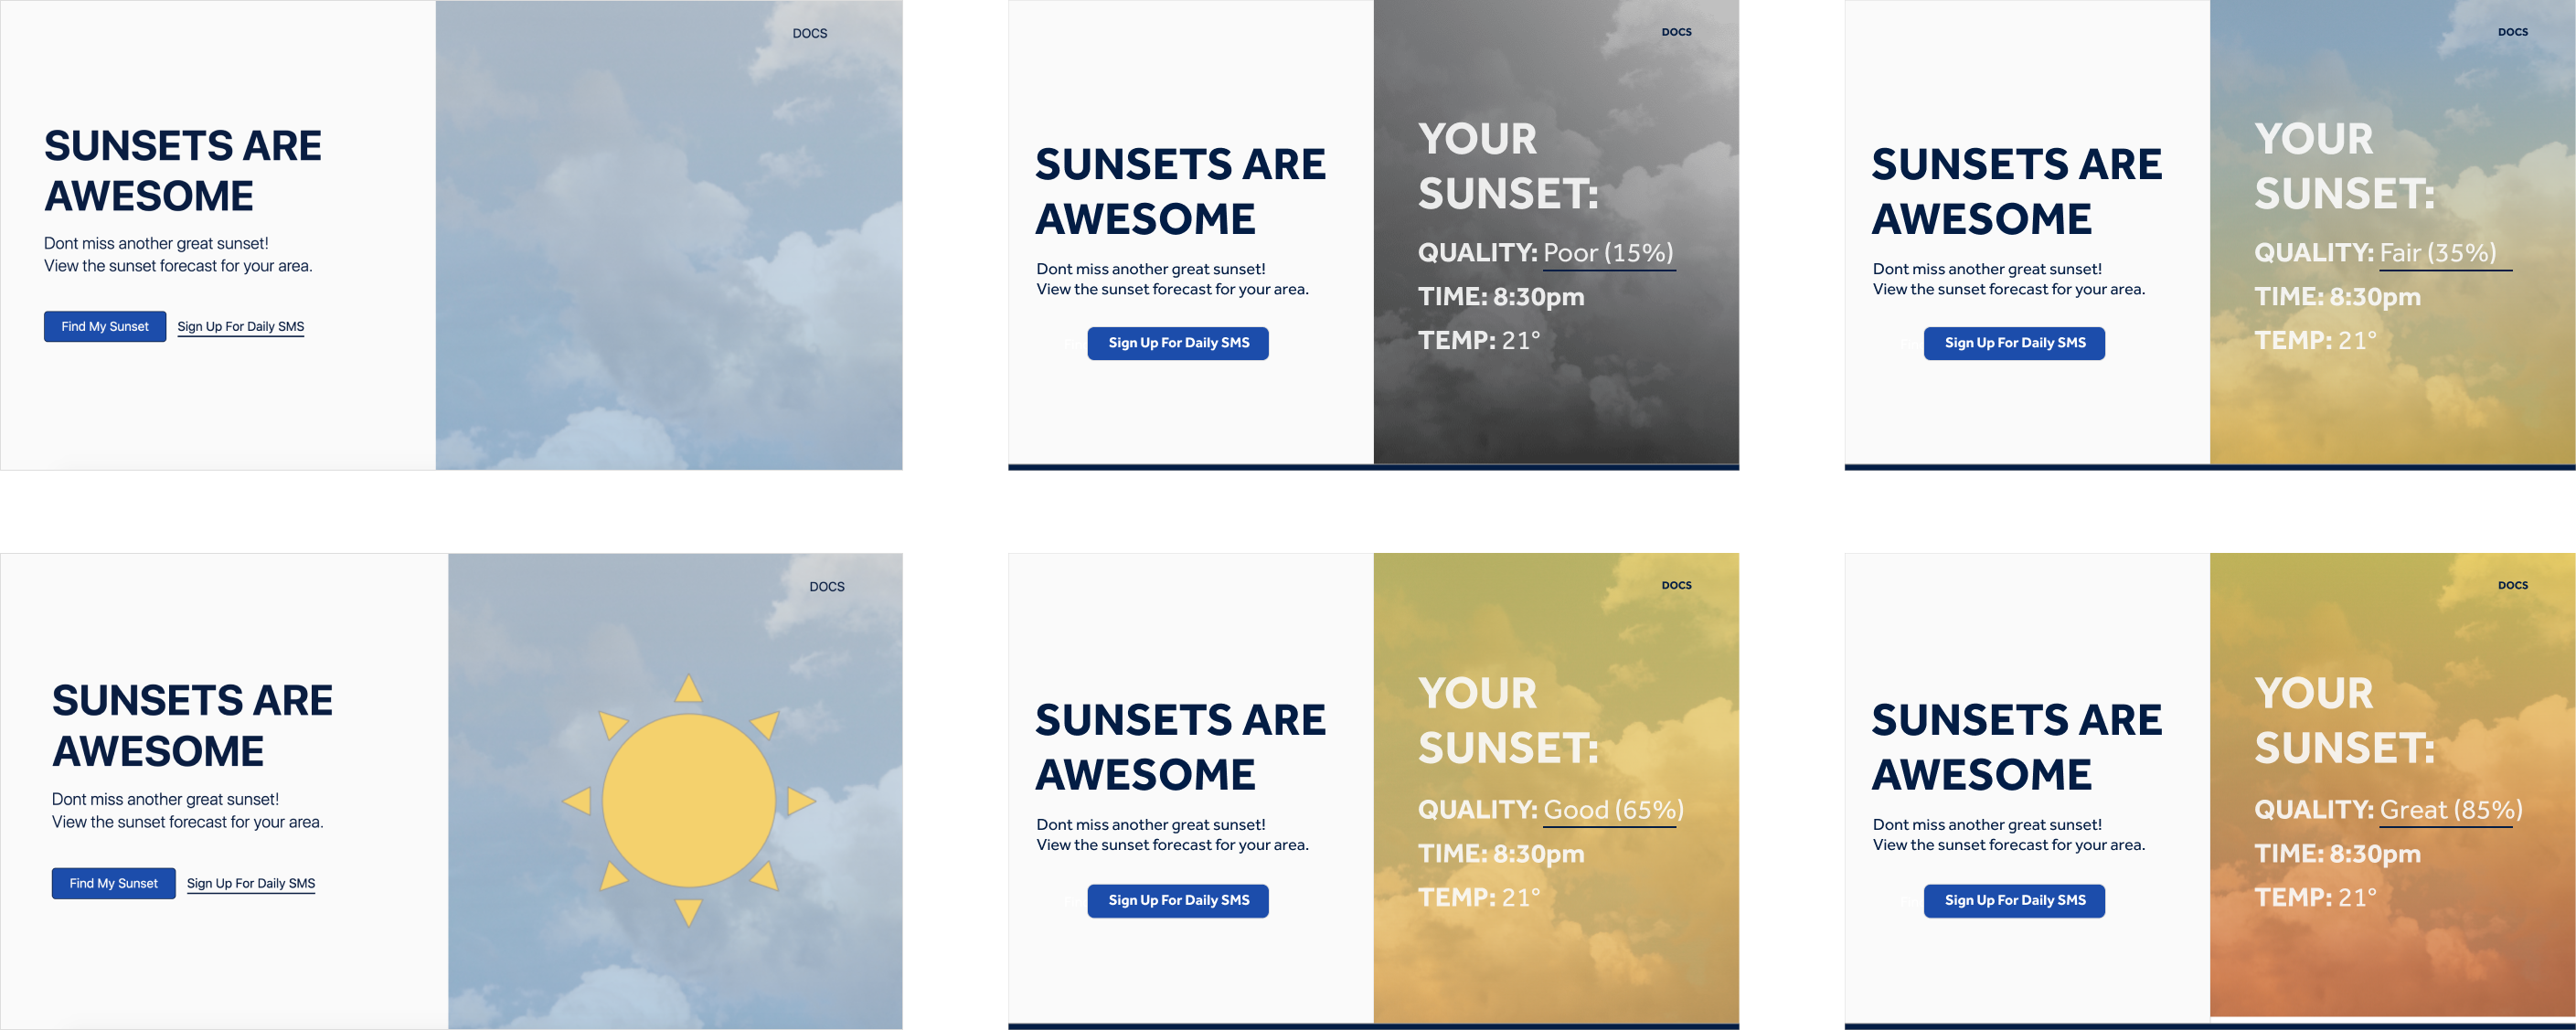 DOCS
SUNSETS ARE
AWESOME
Dont miss another great sunset!
View the sunset forecast for your area.
Find My Sunset
Sign Up For Daily SMS
DOCS
SUNSETS ARE
AWESOME
Dont miss another great sunset!
View the sunset forecast for your area.
Sign Up For Daily SMS
YOUR
SUNSET:
QUALITY: Poor (15%)
TIME: 8:30pm
TEMP: 21°
DOCS
SUNSETS ARE
AWESOME
Dont miss another great sunset!
View the sunset forecast for your area.
Sign Up For Daily SMS
YOUR
SUNSET:
QUALITY: Fair (35%)
TIME: 8:30pm
TEMP: 21°
DOCS
SUNSETS ARE
AWESOME
Dont miss another great sunset!
View the sunset forecast for your area.
Find My Sunset
Sign Up For Daily SMS
DOCS
SUNSETS ARE
AWESOME
Dont miss another great sunset!
View the sunset forecast for your area.
Sign Up For Daily SMS
YOUR
SUNSET:
QUALITY: Good (65%)
TIME: 8:30pm
TEMP: 21°
DOCS
SUNSETS ARE
AWESOME
Dont miss another great sunset!
View the sunset forecast for your area.
Sign Up For Daily SMS
YOUR
SUNSET:
QUALITY: Great (85%)
TIME: 8:30pm
TEMP: 21°